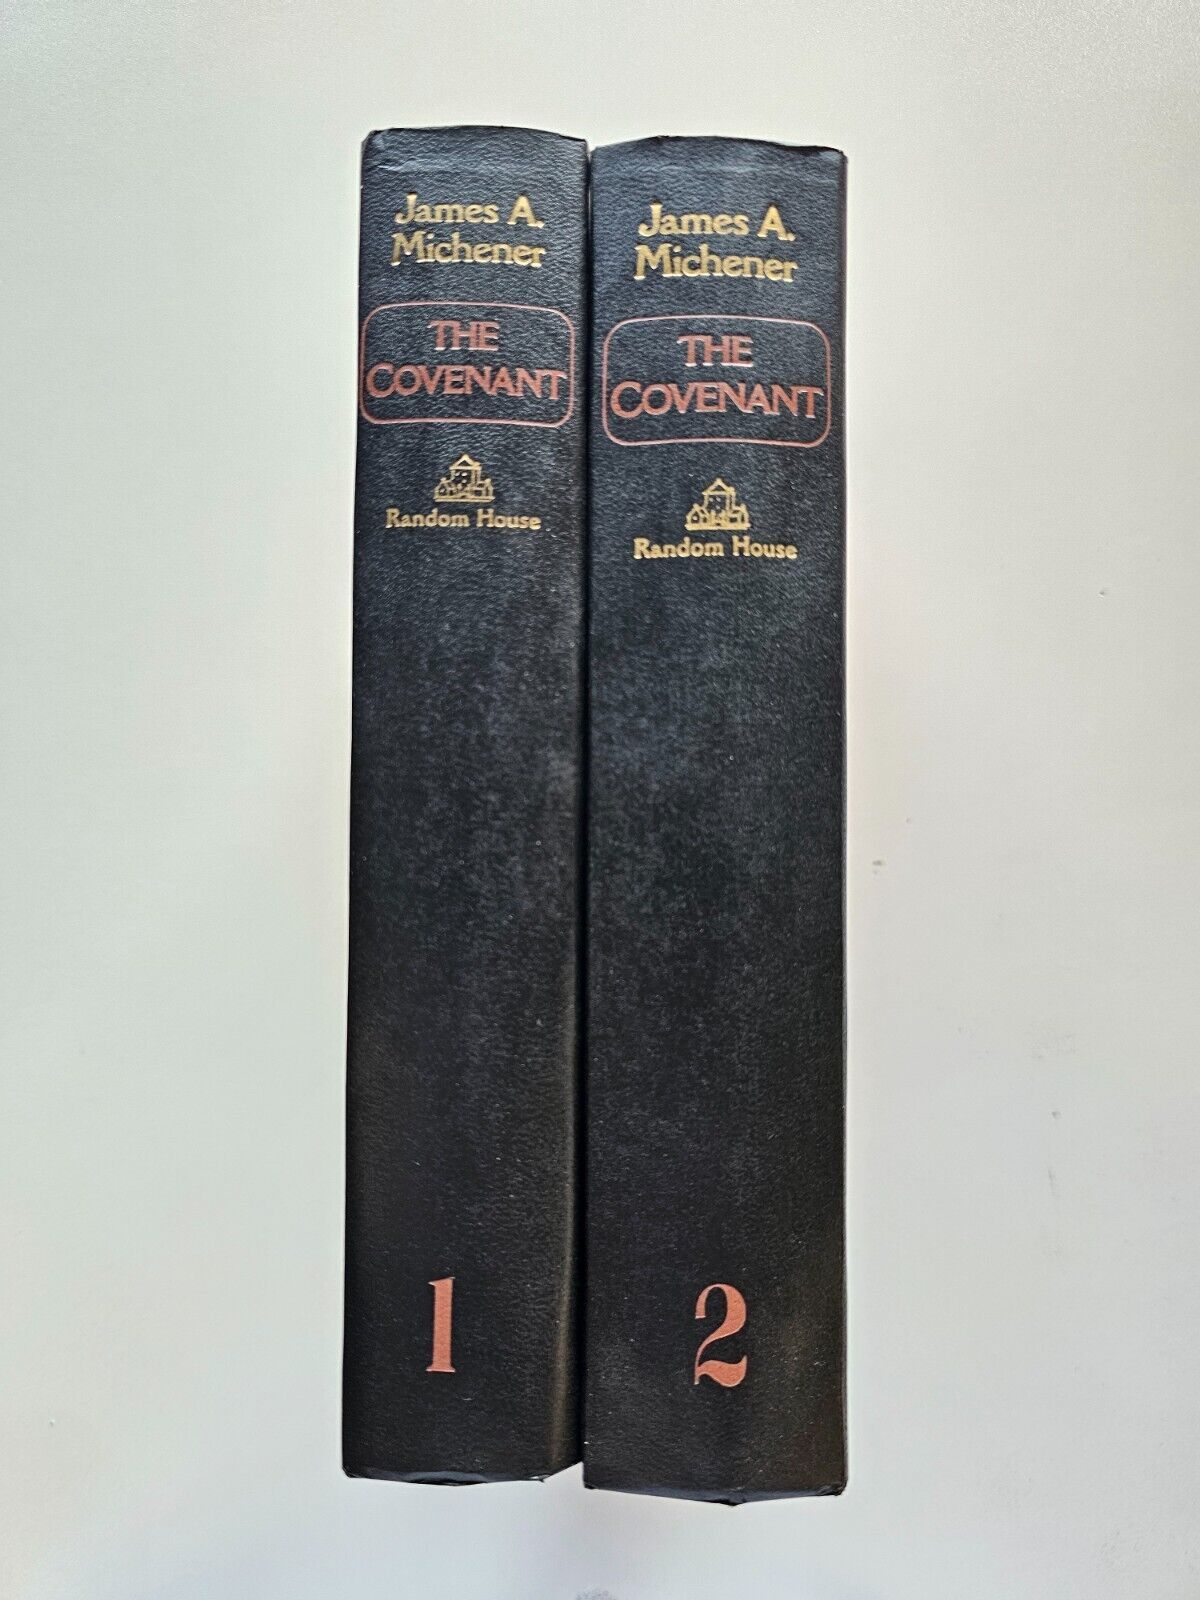 James A.
Michener
THE
COVENANT
Random House
1
James A.
Michener
THE
COVENANT
Random House
2